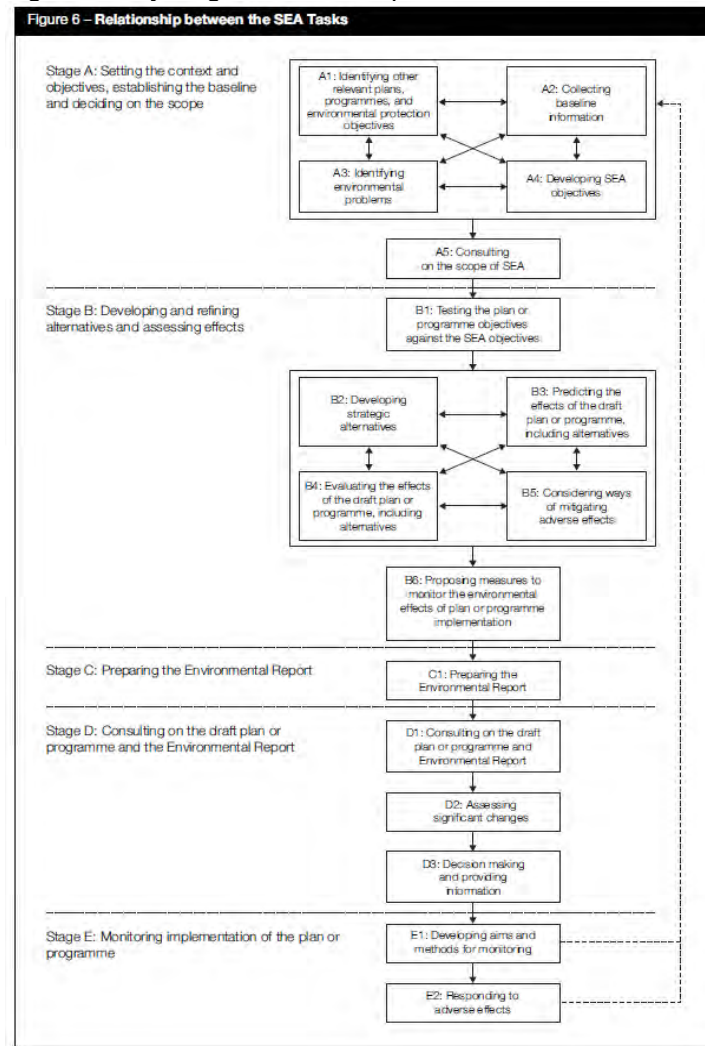 Figure 6 – Relationship between the SEA Tasks
Stage A: Setting the context and
objectives, establishing the baseline
and deciding on the scope
A1: Identifying other
relevant plans,
programmes, and
environmental protection
objectives
A2: Collecting
baseline
information
A3: Identifying
environmental
problems
A4: Developing SEA
objectives
A5: Consulting
on the scope of SEA
Stage B: Developing and refining
alternatives and assessing effects
B1: Testing the plan or
programme objectives
against the SEA objectives
B2: Developing
strategic
alternatives
B3: Predicting the
effects of the draft
plan or programme,
including alternatives
B4: Evaluating the effects
of the draft plan or
programme, including
alternatives
B5: Considering ways
of mitigating
adverse effects
B6: Proposing measures to
monitor the environmental
effects of plan or programme
implementation
Stage C: Preparing the Environmental Report
C1: Preparing the
Environmental Report
Stage D: Consulting on the draft plan or
programme and the Environmental Report
D1: Consulting on the draft
plan or programme and
Environmental Report
D2: Assessing
significant changes
D3: Decision making
and providing
information
Stage E: Monitoring implementation of the plan or
programme
E1: Developing aims and
methods for monitoring
E2: Responding to
adverse effects